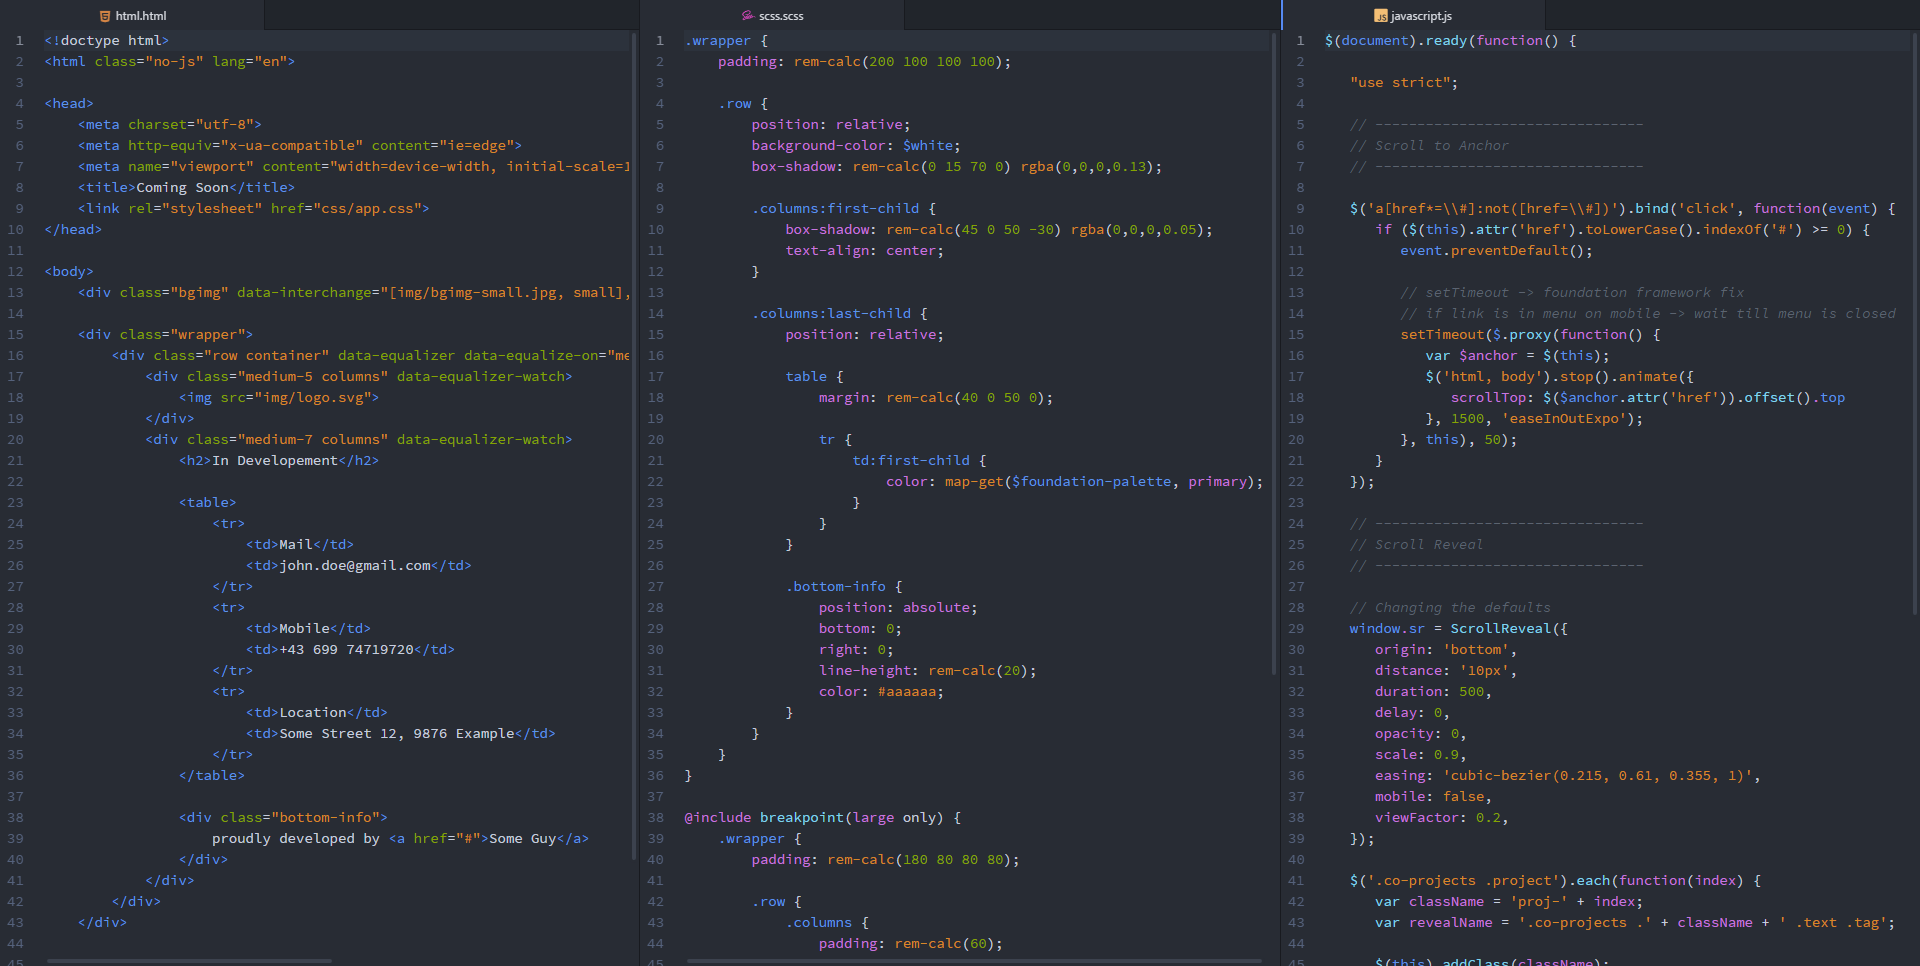 html.html
1 <!doctype html>
2 <html class="no-js" lang="en">
3
4 <head>
5 <meta charset="utf-8">
6 <meta http-equiv="x-ua-compatible" content="ie=edge">
7 <meta name="viewport" content="width=device-width, initial-scale=1
8 <title>Coming Soon</title>
9 <link rel="stylesheet" href="css/app.css">
10 </head>
11
12 <body>
13 <div class="bgimg" data-interchange="[img/bgimg-small.jpg, small],
14
15 <div class="wrapper">
16 <div class="row container" data-equalizer data-equalize-on="me
17 <div class="medium-5 columns" data-equalizer-watch>
18 <img src="img/logo.svg">
19 </div>
20 <div class="medium-7 columns" data-equalizer-watch>
21 <h2>In Developement</h2>
22
23 <table>
24 <tr>
25 <td>Mail</td>
26 <td>john.doe@gmail.com</td>
27 </tr>
28 <tr>
29 <td>Mobile</td>
30 <td>+43 699 74719720</td>
31 </tr>
32 <tr>
33 <td>Location</td>
34 <td>Some Street 12, 9876 Example</td>
35 </tr>
36 </table>
37
38 <div class="bottom-info">
39 proudly developed by <a href="#">Some Guy</a>
40 </div>
41 </div>
42 </div>
43 </div>
44
45
scss.scss
1 .wrapper {
2 padding: rem-calc(200 100 100 100);
3
4 .row {
5 position: relative;
6 background-color: $white;
7 box-shadow: rem-calc(0 15 70 0) rgba(0,0,0,0.13);
8
9 .columns:first-child {
10 box-shadow: rem-calc(45 0 50 -30) rgba(0,0,0,0.05);
11 text-align: center;
12 }
13
14 .columns:last-child {
15 position: relative;
16
17 table {
18 margin: rem-calc(40 0 50 0);
19
20 tr {
21 td:first-child {
22 color: map-get($foundation-palette, primary);
23 }
24 }
25 }
26
27 .bottom-info {
28 position: absolute;
29 bottom: 0;
30 right: 0;
31 line-height: rem-calc(20);
32 color: #aaaaaa;
33 }
34 }
35 }
36 }
37
38 @include breakpoint(large only) {
39 .wrapper {
40 padding: rem-calc(180 80 80 80);
41
42 .row {
43 .columns {
44 padding: rem-calc(60);
45
JS javascript.js
1 $(document).ready(function() {
2
3 "use strict";
4
5 // --------------------------------
6 // Scroll to Anchor
7 // --------------------------------
8
9 $('a[href*=\\#]:not([href=\\#])').bind('click', function(event) {
10 if ($(this).attr('href').toLowerCase().indexOf('#') >= 0) {
11 event.preventDefault();
12
13 // setTimeout -> foundation framework fix
14 // if link is in menu on mobile -> wait till menu is closed
15 setTimeout($.proxy(function() {
16 var $anchor = $(this);
17 $('html, body').stop().animate({
18 scrollTop: $($anchor.attr('href')).offset().top
19 }, 1500, 'easeInOutExpo');
20 }, this), 50);
21 }
22 });
23
24 // --------------------------------
25 // Scroll Reveal
26 // --------------------------------
27
28 // Changing the defaults
29 window.sr = ScrollReveal({
30 origin: 'bottom',
31 distance: '10px',
32 duration: 500,
33 delay: 0,
34 opacity: 0,
35 scale: 0.9,
36 easing: 'cubic-bezier(0.215, 0.61, 0.355, 1)',
37 mobile: false,
38 viewFactor: 0.2,
39 });
40
41 $('.co-projects .project').each(function(index) {
42 var className = 'proj-' + index;
43 var revealName = '.co-projects .' + className + ' .text .tag';
44
45 $(this).addClass(className);